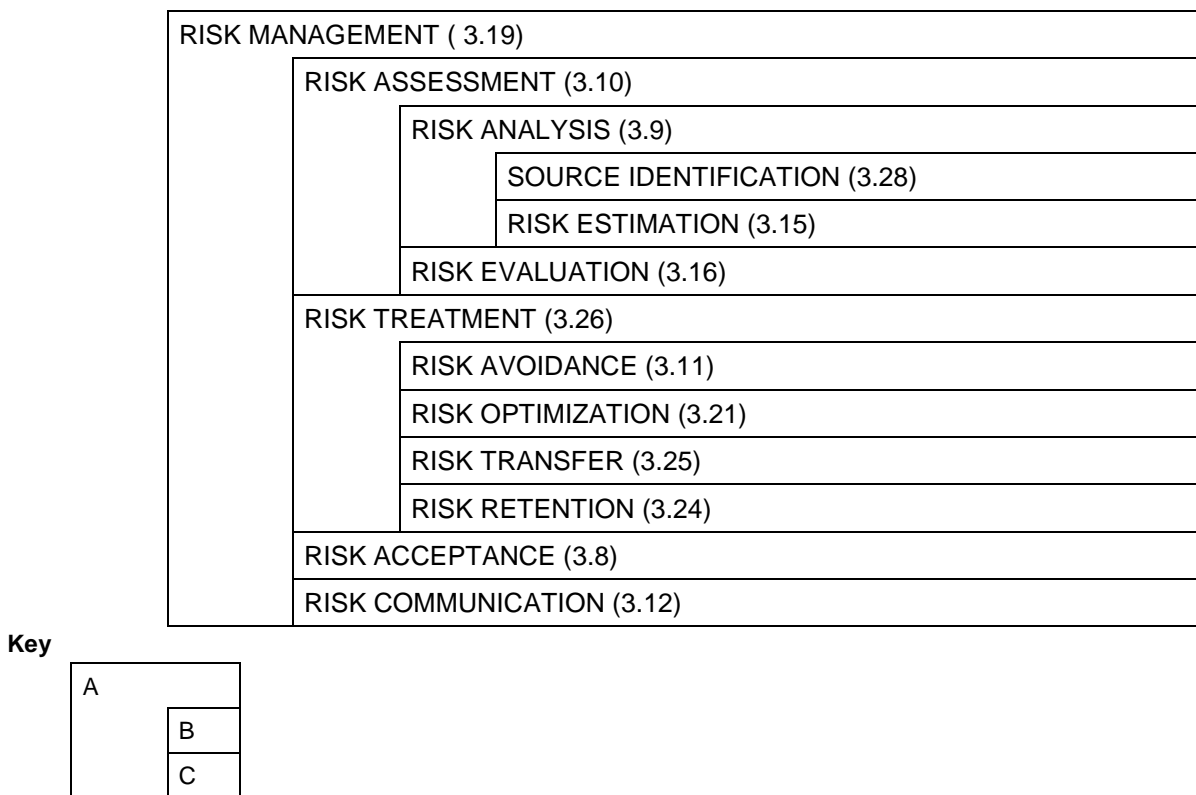 RISK MANAGEMENT ( 3.19)
RISK ASSESSMENT (3.10)
RISK ANALYSIS (3.9)
SOURCE IDENTIFICATION (3.28)
RISK ESTIMATION (3.15)
RISK EVALUATION (3.16)
RISK TREATMENT (3.26)
RISK AVOIDANCE (3.11)
RISK OPTIMIZATION (3.21)
RISK TRANSFER (3.25)
RISK RETENTION (3.24)
RISK ACCEPTANCE (3.8)
RISK COMMUNICATION (3.12)
Key
A
B
C